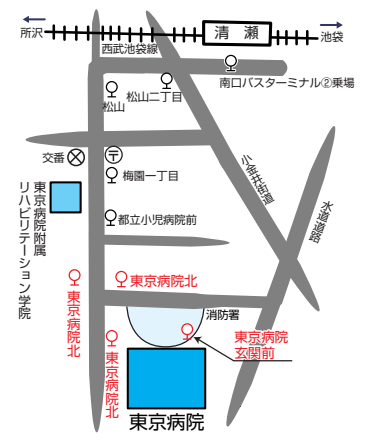 所沢
清瀬
池袋
西武池袋線
南口バスターミナル②乗場
松山二丁目
松山
交番
〒
梅園一丁目
小金井街道
水道道路
東京病院附属
リハビリテーション学院
都立小児病院前
東京病院北
東京病院北
消防署
東京病院
玄関前
東京病院北
東京病院